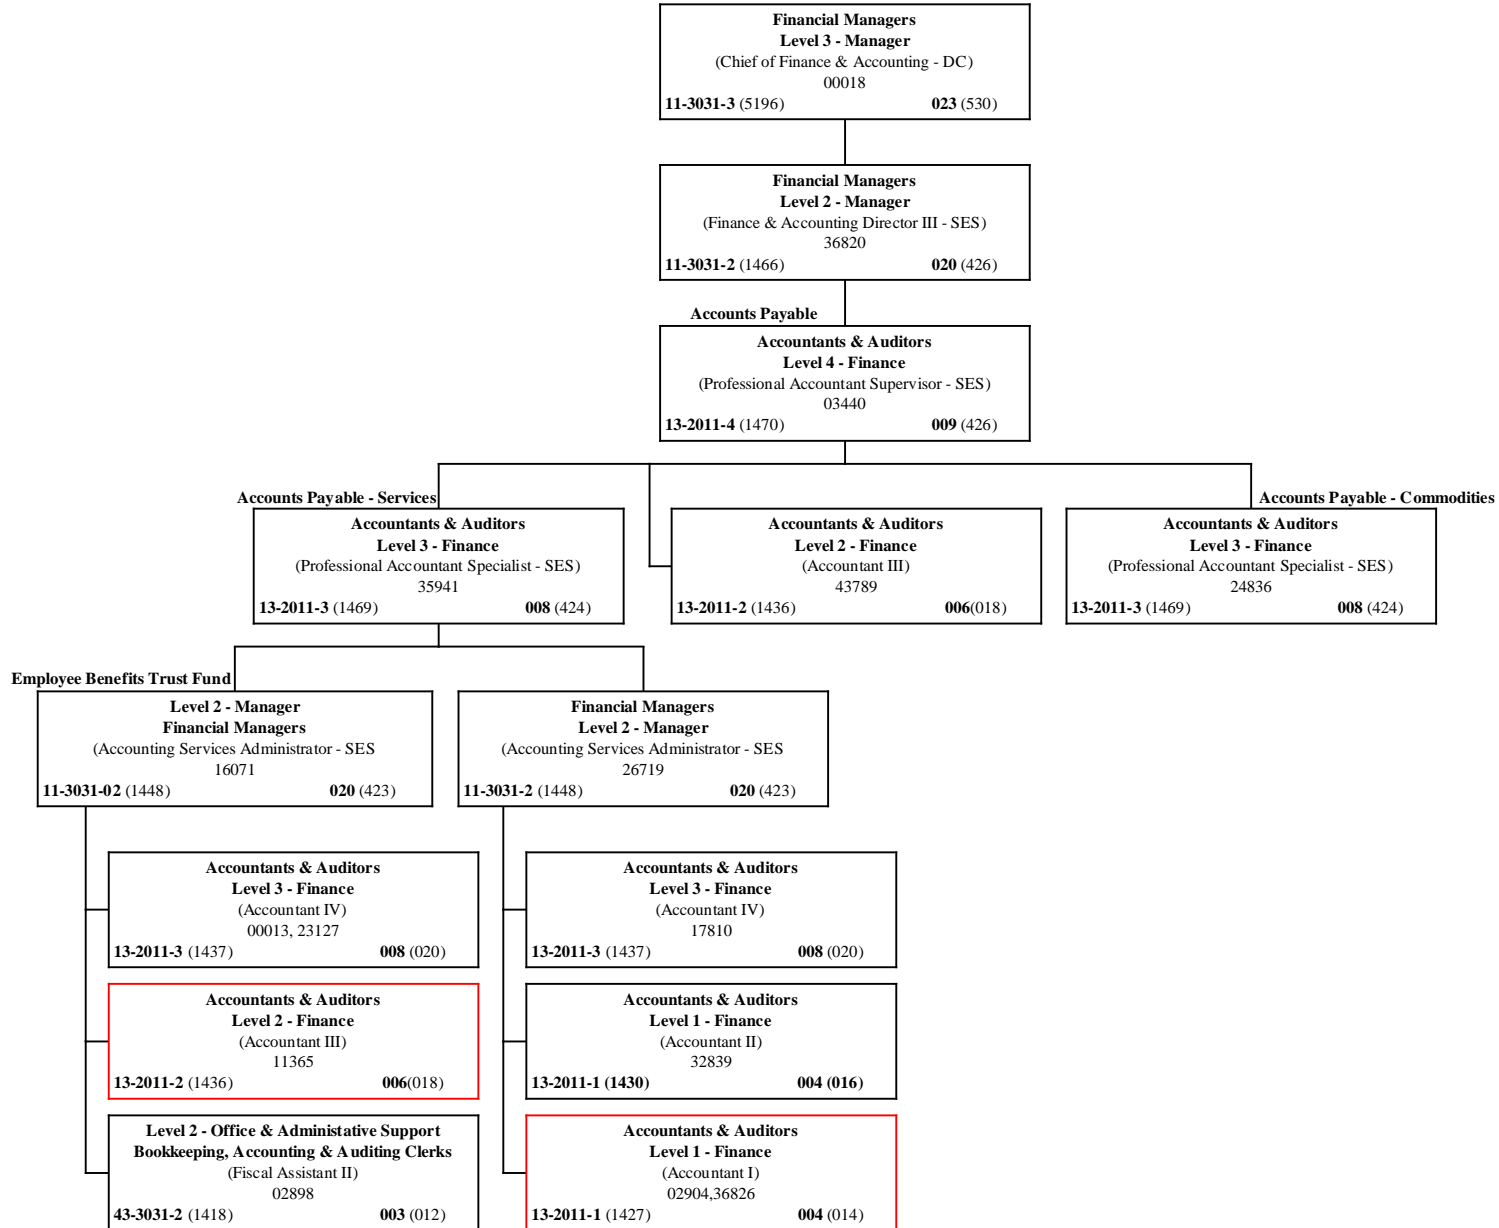 Financial Managers
Level 3 - Manager
(Chief of Finance & Accounting - DC)
00018
11-3031-3 (5196) 023 (530)
Financial Managers
Level 2 - Manager
(Finance & Accounting Director III - SES)
36820
11-3031-2 (1466) 020 (426)
Accounts Payable
Accountants & Auditors
Level 4 - Finance
(Professional Accountant Supervisor - SES)
03440
13-2011-4 (1470) 009 (426)
Accounts Payable - Services
Accountants & Auditors
Level 3 - Finance
(Professional Accountant Specialist - SES)
35941
13-2011-3 (1469) 008 (424)
Accountants & Auditors
Level 2 - Finance
(Accountant III)
43789
13-2011-2 (1436) 006(018)
Accounts Payable - Commodities
Accountants & Auditors
Level 3 - Finance
(Professional Accountant Specialist - SES)
24836
13-2011-3 (1469) 008 (424)
Employee Benefits Trust Fund
Level 2 - Manager
Financial Managers
(Accounting Services Administrator - SES
16071
11-3031-02 (1448) 020 (423)
Financial Managers
Level 2 - Manager
(Accounting Services Administrator - SES
26719
11-3031-2 (1448) 020 (423)
Accountants & Auditors
Level 3 - Finance
(Accountant IV)
00013, 23127
13-2011-3 (1437) 008 (020)
Accountants & Auditors
Level 2 - Finance
(Accountant III)
11365
13-2011-2 (1436) 006(018)
Level 2 - Office & Administative Support
Bookkeeping, Accounting & Auditing Clerks
(Fiscal Assistant II)
02898
43-3031-2 (1418) 003 (012)
Accountants & Auditors
Level 3 - Finance
(Accountant IV)
17810
13-2011-3 (1437) 008 (020)
Accountants & Auditors
Level 1 - Finance
(Accountant II)
32839
13-2011-1 (1430) 004 (016)
Accountants & Auditors
Level 1 - Finance
(Accountant I)
02904,36826
13-2011-1 (1427) 004 (014)